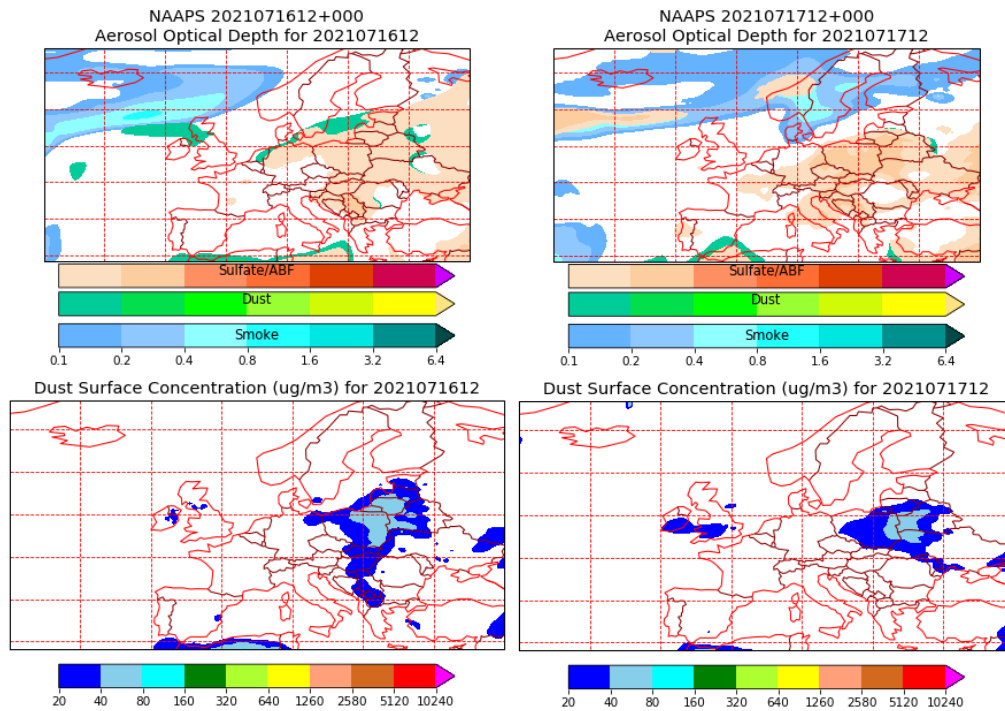 NAAPS 2021071612+000
Aerosol Optical Depth for 2021071612
Sulfate/ABF
Dust
Smoke
0.1 0.2 0.4 0.8 1.6 3.2 6.4
NAAPS 2021071712+000
Aerosol Optical Depth for 2021071712
Sulfate/ABF
Dust
Smoke
0.1 0.2 0.4 0.8 1.6 3.2 6.4
Dust Surface Concentration (ug/m3) for 2021071612
20 40 80 160 320 640 1260 2580 5120 10240
Dust Surface Concentration (ug/m3) for 2021071712
20 40 80 160 320 640 1260 2580 5120 10240